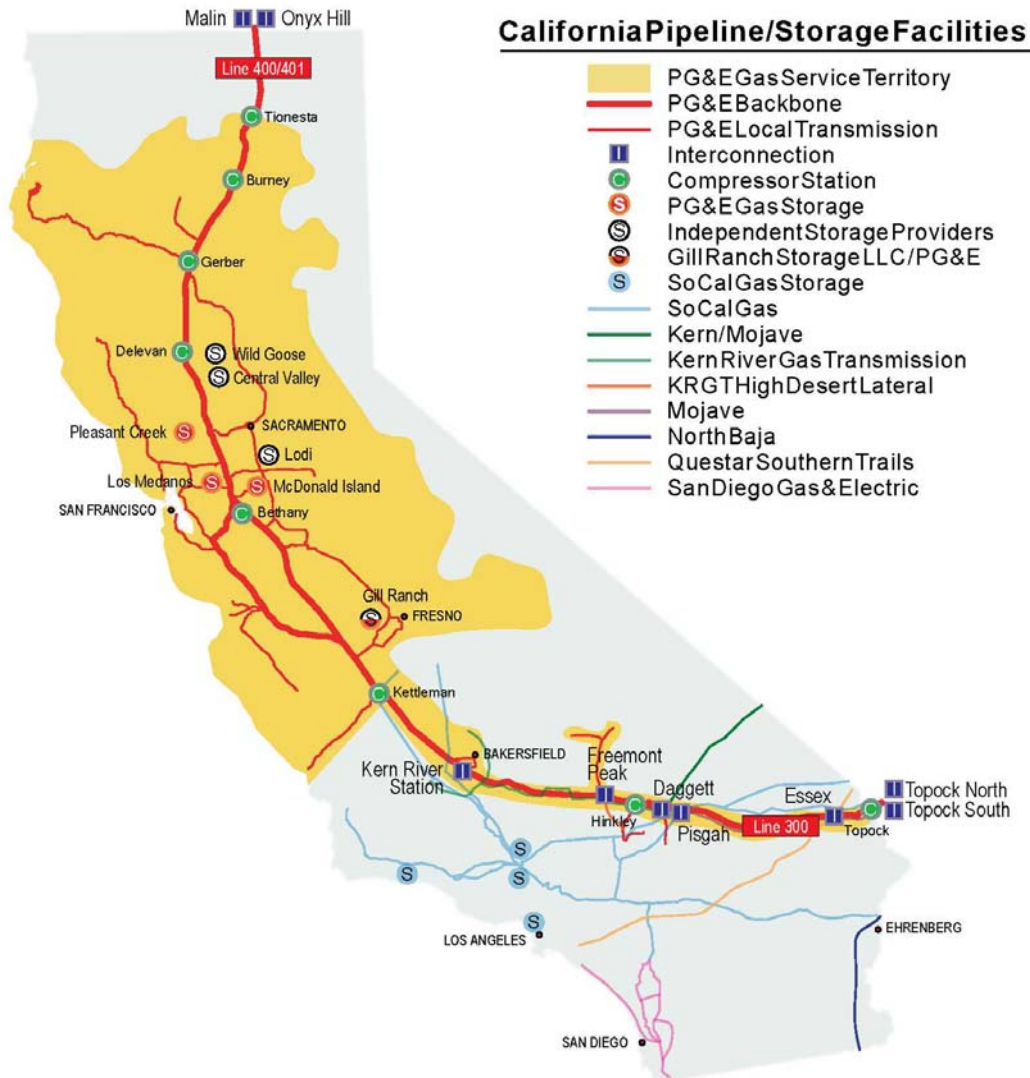 Malin Onyx Hill
California Pipeline/Storage Facilities
Line 400/401
PG&E Gas Service Territory
PG&E Backbone
PG&E Local Transmission
I Interconnection
C Compressor Station
S PG&E Gas Storage
S Independent Storage Providers
S Gill Ranch Storage LLC/PG&E
S SoCalGas Storage
SoCalGas
Kern/Mojave
Kern River Gas Transmission
KRGT High Desert Lateral
Mojave
North Baja
Questar Southern Trails
San Diego Gas & Electric
I I
C Tionesta
C Burney
C Gerber
Delevan C
S Wild Goose
S Central Valley
Pleasant Creek S
SACRAMENTO
S Lodi
Los Medanos S
S McDonald Island
SAN FRANCISCO
C
Bethany
Gill Ranch
S
FRESNO
C Kettleman
BAKERSFIELD
Kern River
Station
I
Freemont
Peak
I
Hinkley
C
Daggett
I I
Pisgah
Line 300
Essex
I
C
Topock
I Topock North
I Topock South
S
S
S
S
LOS ANGELES
EHRENBERG
SAN DIEGO